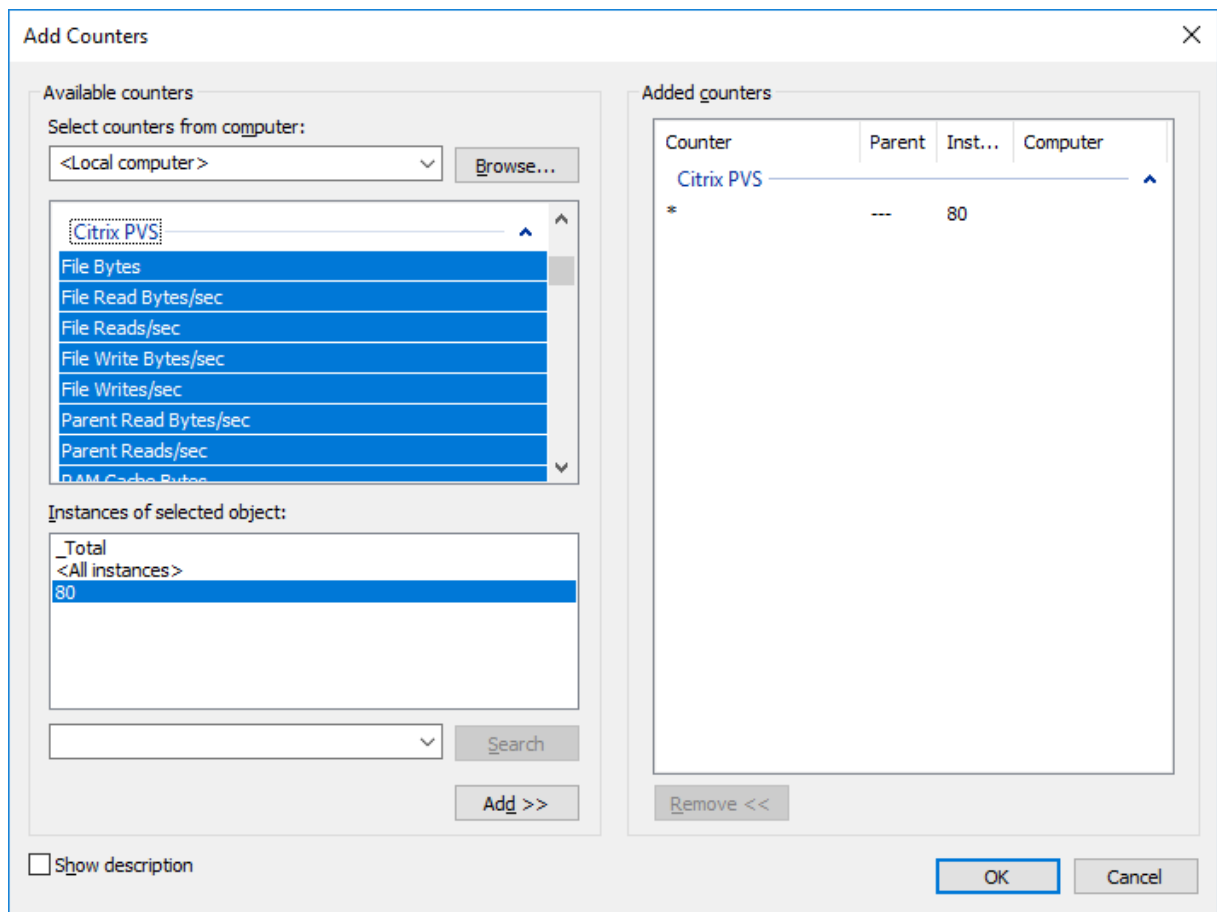 Add Counters
Available counters
Select counters from computer:
<Local computer>
Browse...
Citrix PVS
File Bytes
File Read Bytes/sec
File Reads/sec
File Write Bytes/sec
File Writes/sec
Parent Read Bytes/sec
Parent Reads/sec
RAM Cache Bytes
Instances of selected object:
_Total
<All instances>
80
Search
Add >>
Show description
Added counters
Counter Parent Inst... Computer
Citrix PVS
* --- 80
Remove <<
OK Cancel